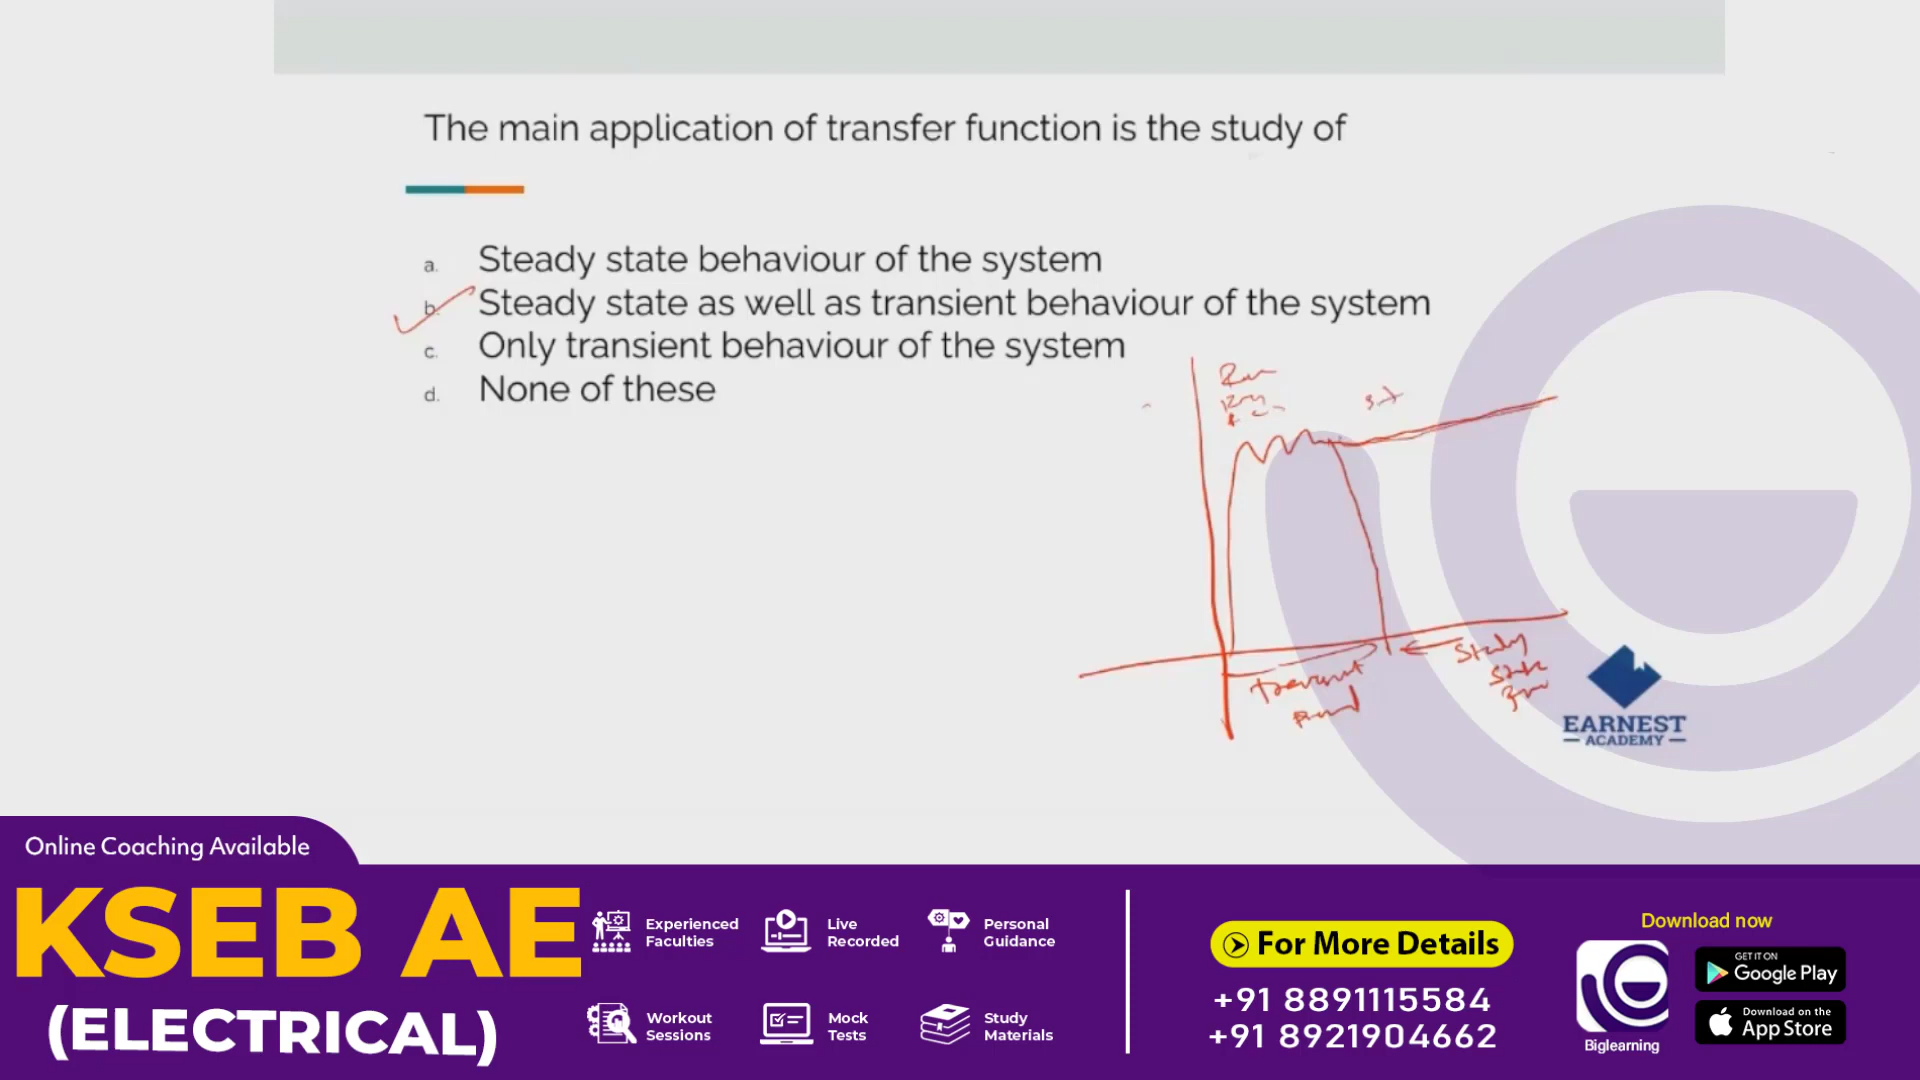 The main application of transfer function is the study of
a. Steady state behaviour of the system
b. Steady state as well as transient behaviour of the system
c. Only transient behaviour of the system
d. None of these
EARNEST
ACADEMY
Online Coaching Available
KSEB AE
(ELECTRICAL)
Experienced
Faculties
Live
Recorded
Personal
Guidance
Workout
Sessions
Mock
Tests
Study
Materials
For More Details
+91 8891115584
+91 8921904662
Download now
Biglearning
GET IT ON
Google Play
Download on the
App Store